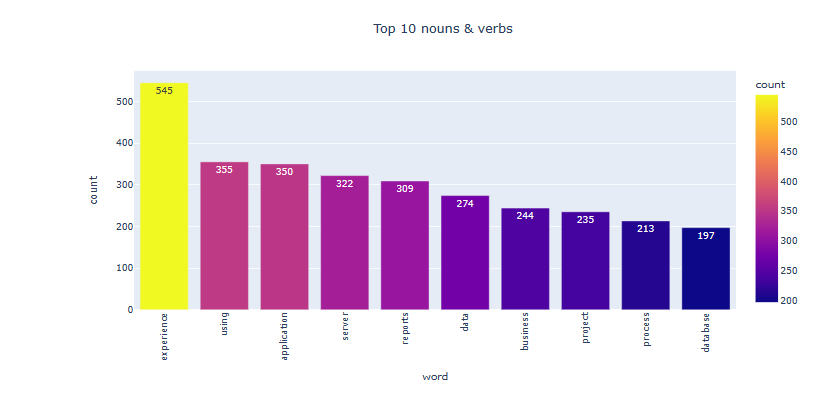 Top 10 nouns & verbs
count
500
400
300
200
100
0
545
355
350
322
309
274
244
235
213
197
experience
using
application
server
reports
data
business
project
process
database
word
count
500
450
400
350
300
250
200